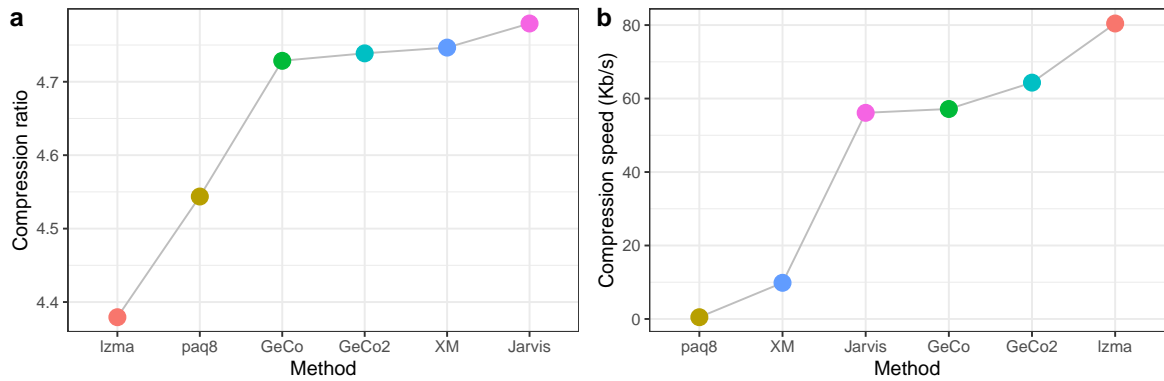 a
Compression ratio
4.7
4.6
4.5
4.4
lzma paq8 GeCo GeCo2 XM Jarvis
Method
b
Compression speed (Kb/s)
80
60
40
20
0
paq8 XM Jarvis GeCo GeCo2 lzma
Method